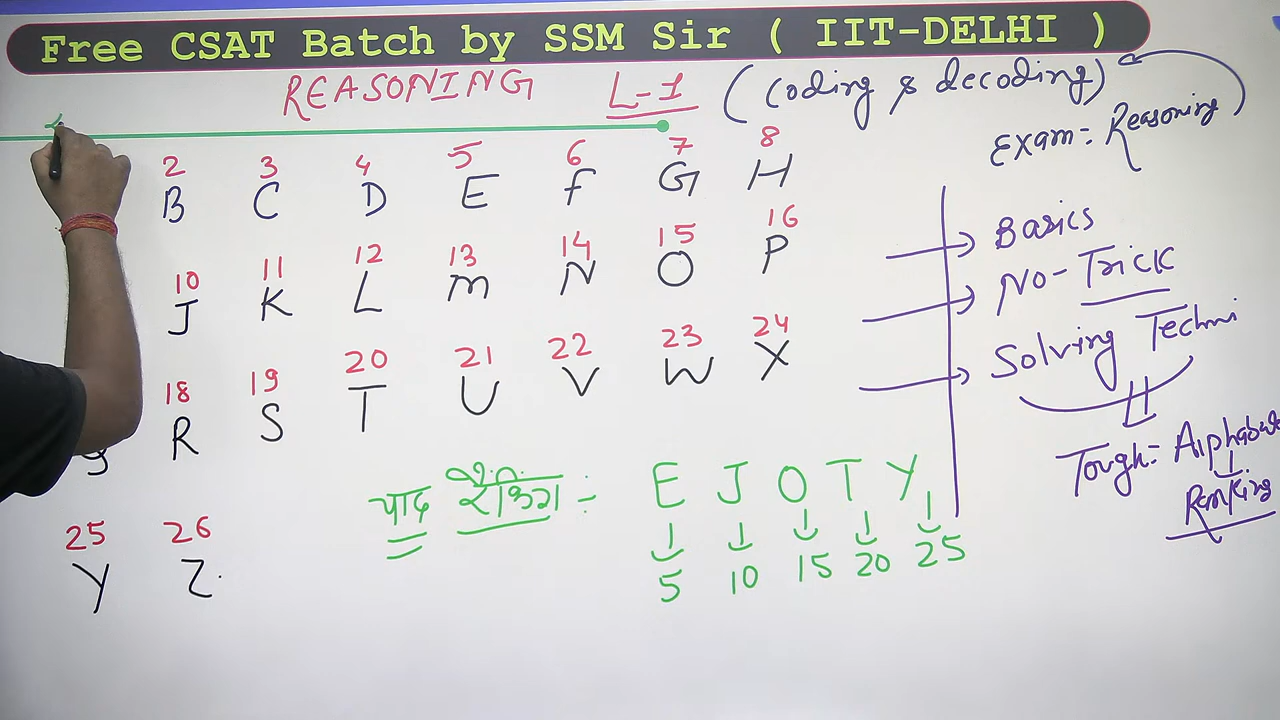 Free CSAT Batch by SSM Sir ( IIT-DELHI )
REASONING L-1 (Coding & decoding)
Exam = Reasoning
2 3 4 5 6 7 8
B C D E F G H
10 11 12 13 14 15 16
J K L M N O P
18 19 20 21 22 23 24
R S T U V W X
25 26
Y Z
Basics
No-Trick
Solving Techni
Tough = Alphabate
Ranking
याद :- E J O T Y
5 10 15 20 25